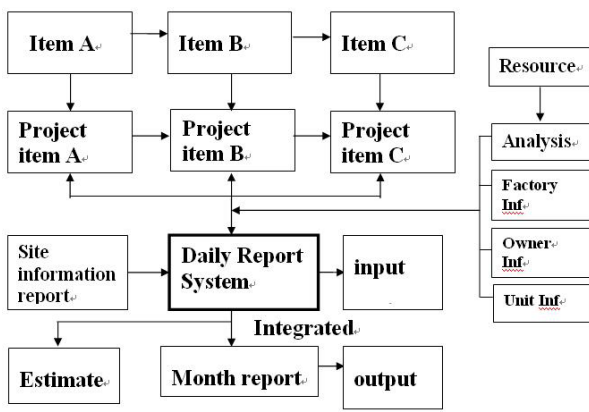 Item A
Item B
Item C
Resource
Project
item A
Project
item B
Project
item C
Analysis
Factory
Inf
Owner
Inf
Unit Inf
Site
information
report
Daily Report
System
input
Integrated
Estimate
Month report
output